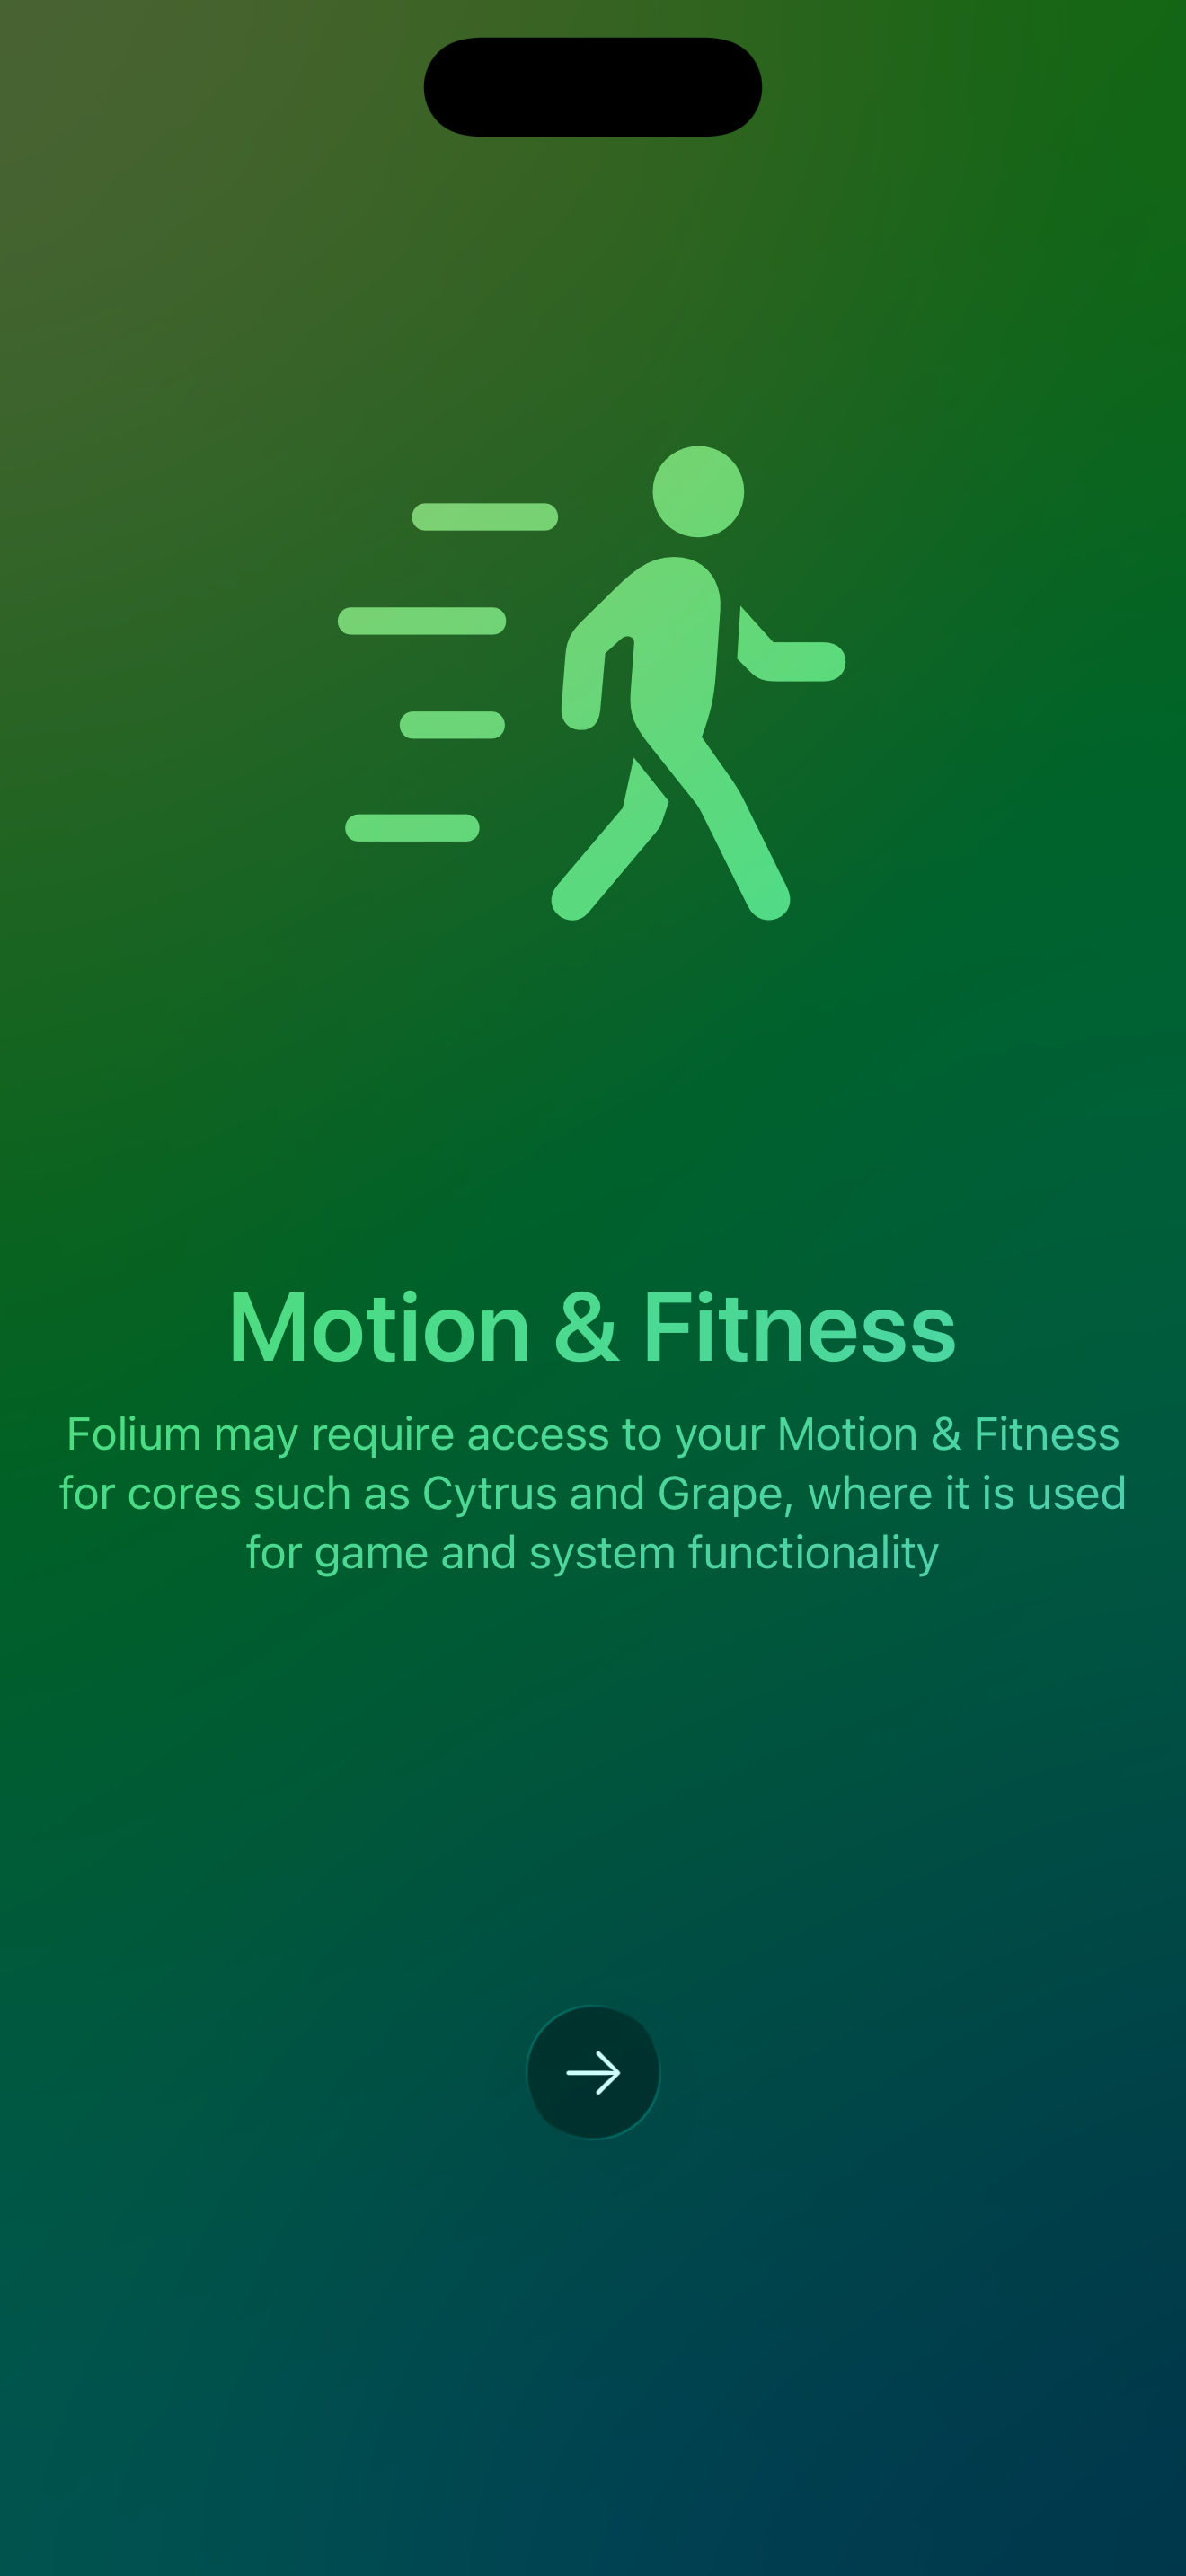 Motion & Fitness
Folium may require access to your Motion & Fitness
for cores such as Cytrus and Grape, where it is used
for game and system functionality